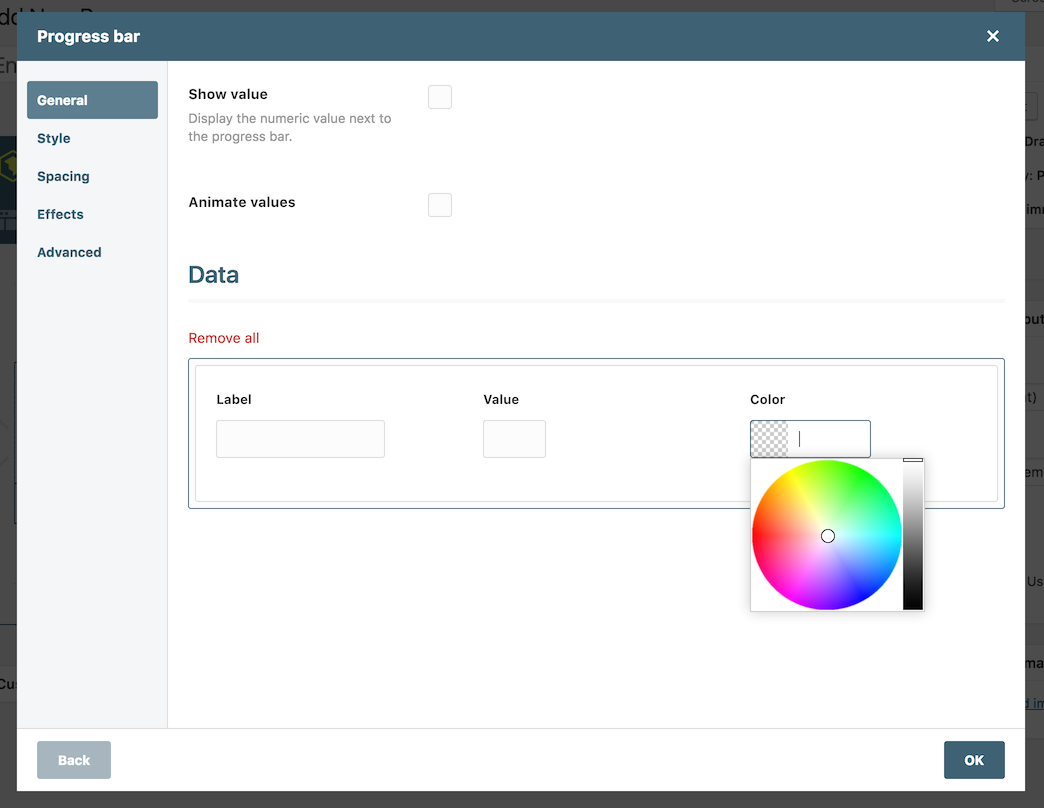 Progress bar
General
Style
Spacing
Effects
Advanced
Show value
Display the numeric value next to
the progress bar.
Animate values
Data
Remove all
Label
Value
Color
Back
OK